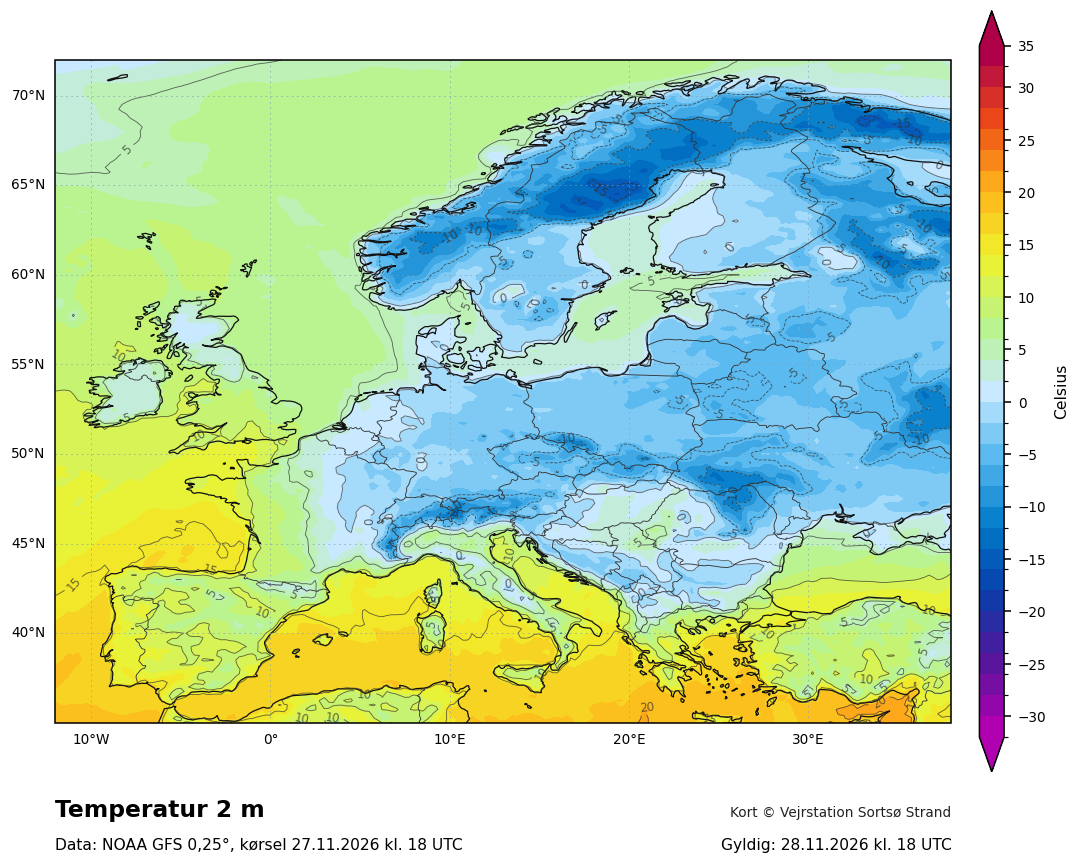 70°N
65°N
60°N
55°N
50°N
45°N
40°N
10°W
0°
10°E
20°E
30°E
35
30
25
20
15
10
5
0
−5
−10
−15
−20
−25
−30
Celsius
Temperatur 2 m
Kort © Vejrstation Sortsø Strand
Data: NOAA GFS 0,25°, kørsel 27.11.2026 kl. 18 UTC
Gyldig: 28.11.2026 kl. 18 UTC